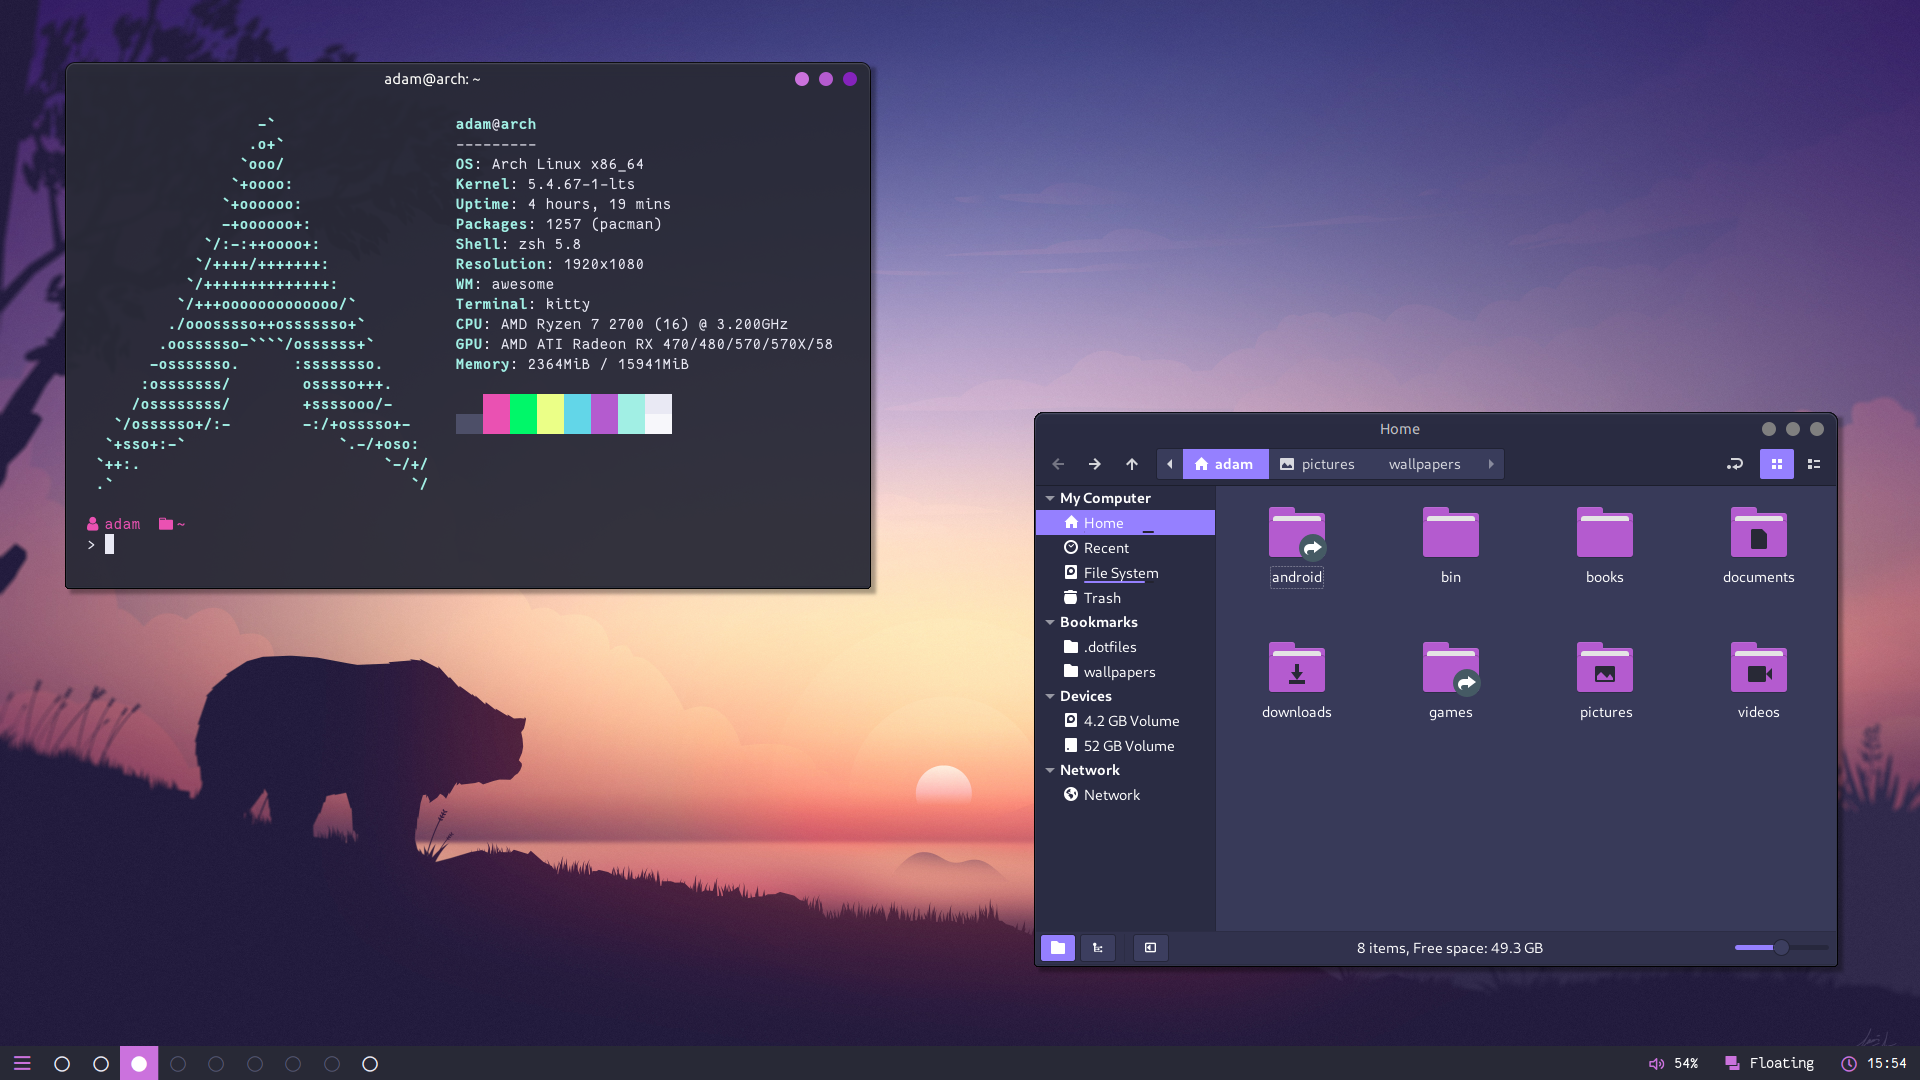 adam@arch: ~
-`
.o+`
`ooo/
`+oooo:
`+oooooo:
-+oooooo+:
`/:-:++oooo+:
`/++++/+++++++:
`/++++++++++++++:
`/+++ooooooooooooo/`
./ooosssso++osssssso+`
.oossssso-````/ossssss+`
-osssssso.      :ssssssso.
:osssssss/        osssso+++.
/ossssssss/        +ssssooo/-
`/ossssso+/:-        -:/+osssso+-
`+sso+:-`                 `.-/+oso:
`++:.                           `-/+/
.`                                 `/
adam@arch
---------
OS: Arch Linux x86_64
Kernel: 5.4.67-1-lts
Uptime: 4 hours, 19 mins
Packages: 1257 (pacman)
Shell: zsh 5.8
Resolution: 1920x1080
WM: awesome
Terminal: kitty
CPU: AMD Ryzen 7 2700 (16) @ 3.200GHz
GPU: AMD ATI Radeon RX 470/480/570/570X/58
Memory: 2364MiB / 15941MiB
adam ~
>
Home
adam pictures wallpapers
My Computer
Home
Recent
File System
Trash
Bookmarks
.dotfiles
wallpapers
Devices
4.2 GB Volume
52 GB Volume
Network
Network
android bin books documents
downloads games pictures videos
8 items, Free space: 49.3 GB
54% Floating 15:54